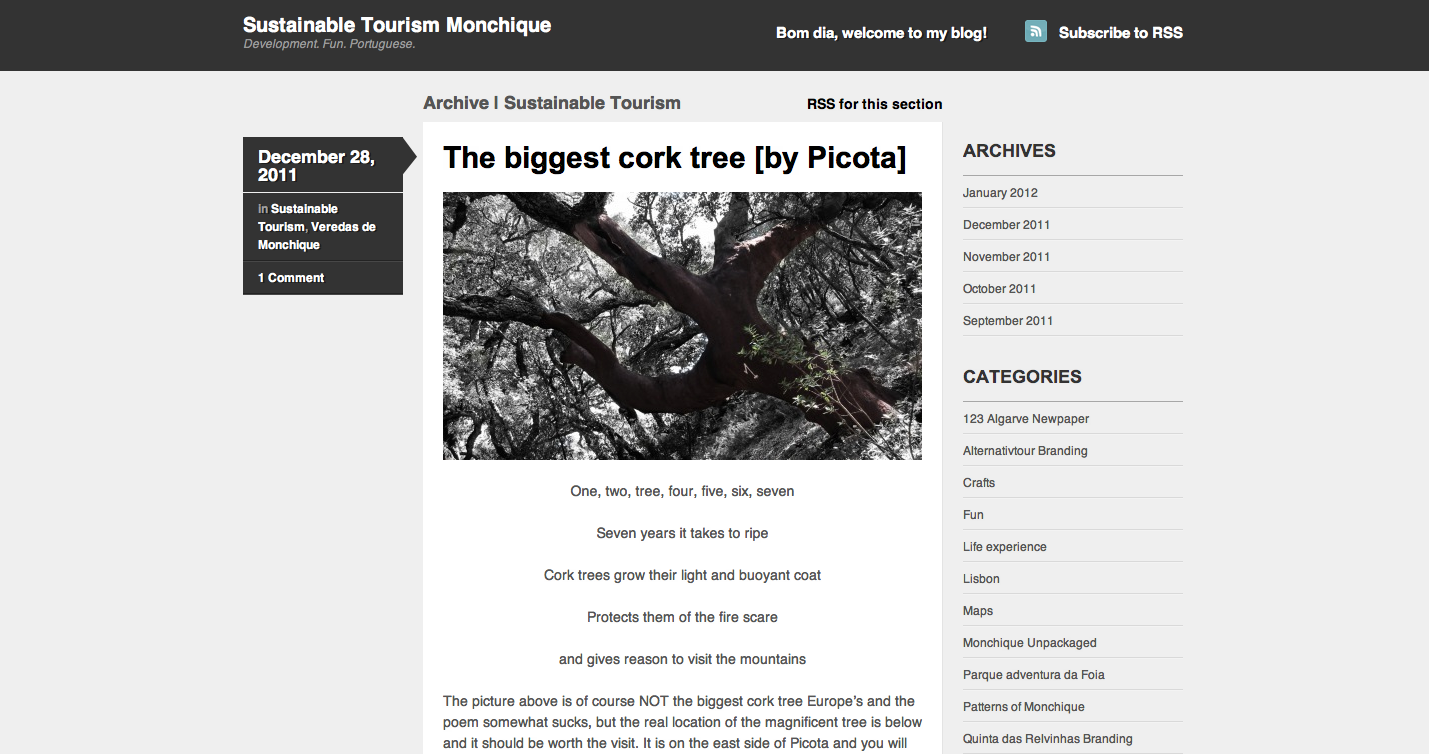 Sustainable Tourism Monchique
Development. Fun. Portuguese.
Bom dia, welcome to my blog!
Subscribe to RSS
Archive | Sustainable Tourism
RSS for this section
December 28,
2011
In Sustainable
Tourism, Veredas de
Monchique
1 Comment
The biggest cork tree [by Picota]
One, two, tree, four, five, six, seven
Seven years it takes to ripe
Cork trees grow their light and buoyant coat
Protects them of the fire scare
and gives reason to visit the mountains
The picture above is of course NOT the biggest cork tree Europe's and the
poem somewhat sucks, but the real location of the magnificent tree is below
and it should be worth the visit. It is on the east side of Picota and you will
ARCHIVES
January 2012
December 2011
November 2011
October 2011
September 2011
CATEGORIES
123 Algarve Newpaper
Alternativtour Branding
Crafts
Fun
Life experience
Lisbon
Maps
Monchique Unpackaged
Parque adventura da Foia
Patterns of Monchique
Quinta das Relvinhas Branding